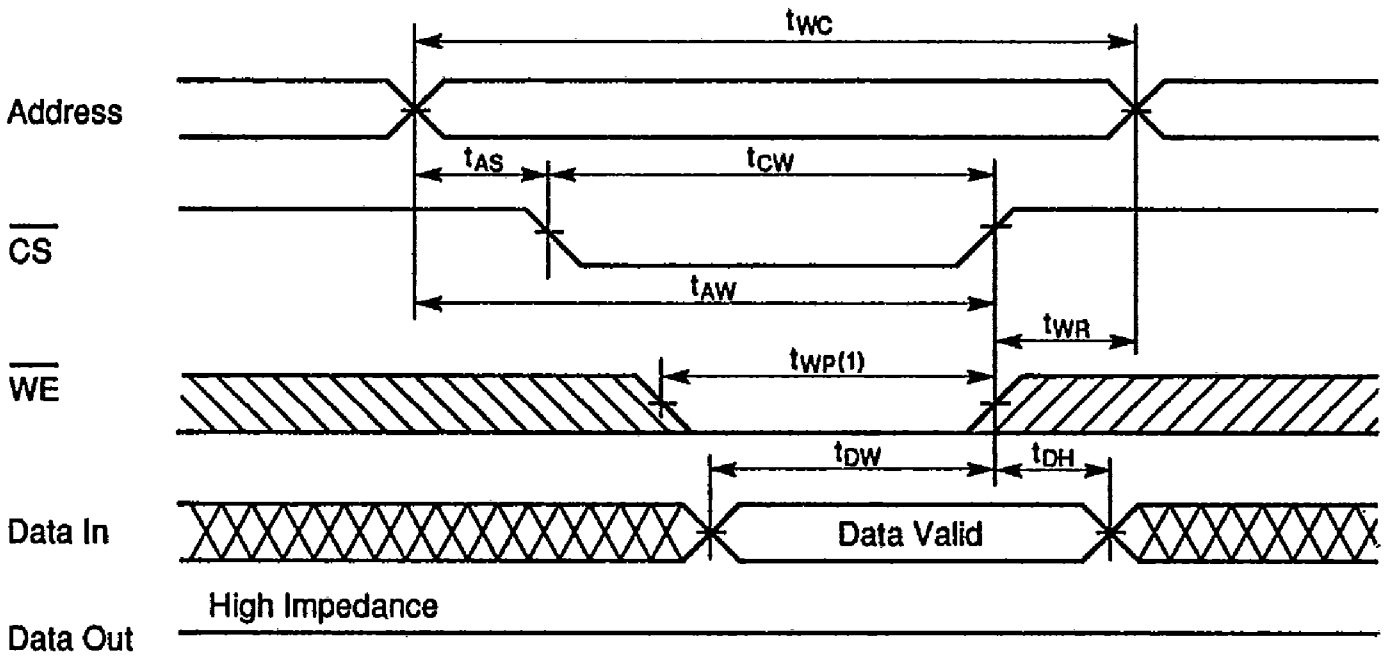 tWC
Address
tAS
tCW
CS
tAW
tWR
WE
tWP(1)
tDW
tDH
Data In
Data Valid
High Impedance
Data Out